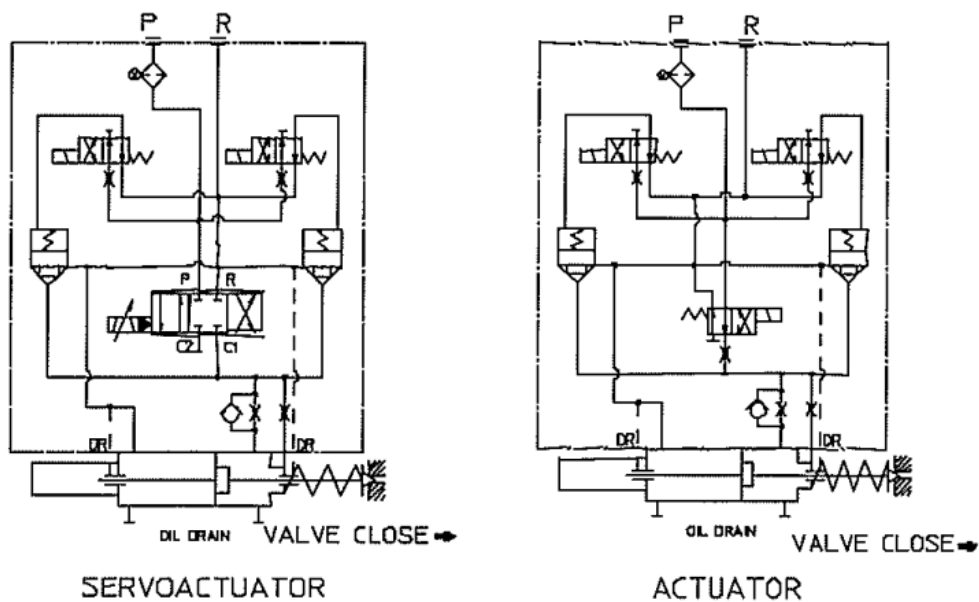 P R
P R
P R
C2 C1
DR DR
DR DR
OIL DRAIN
VALVE CLOSE
OIL DRAIN
VALVE CLOSE
SERVOACTUATOR
ACTUATOR